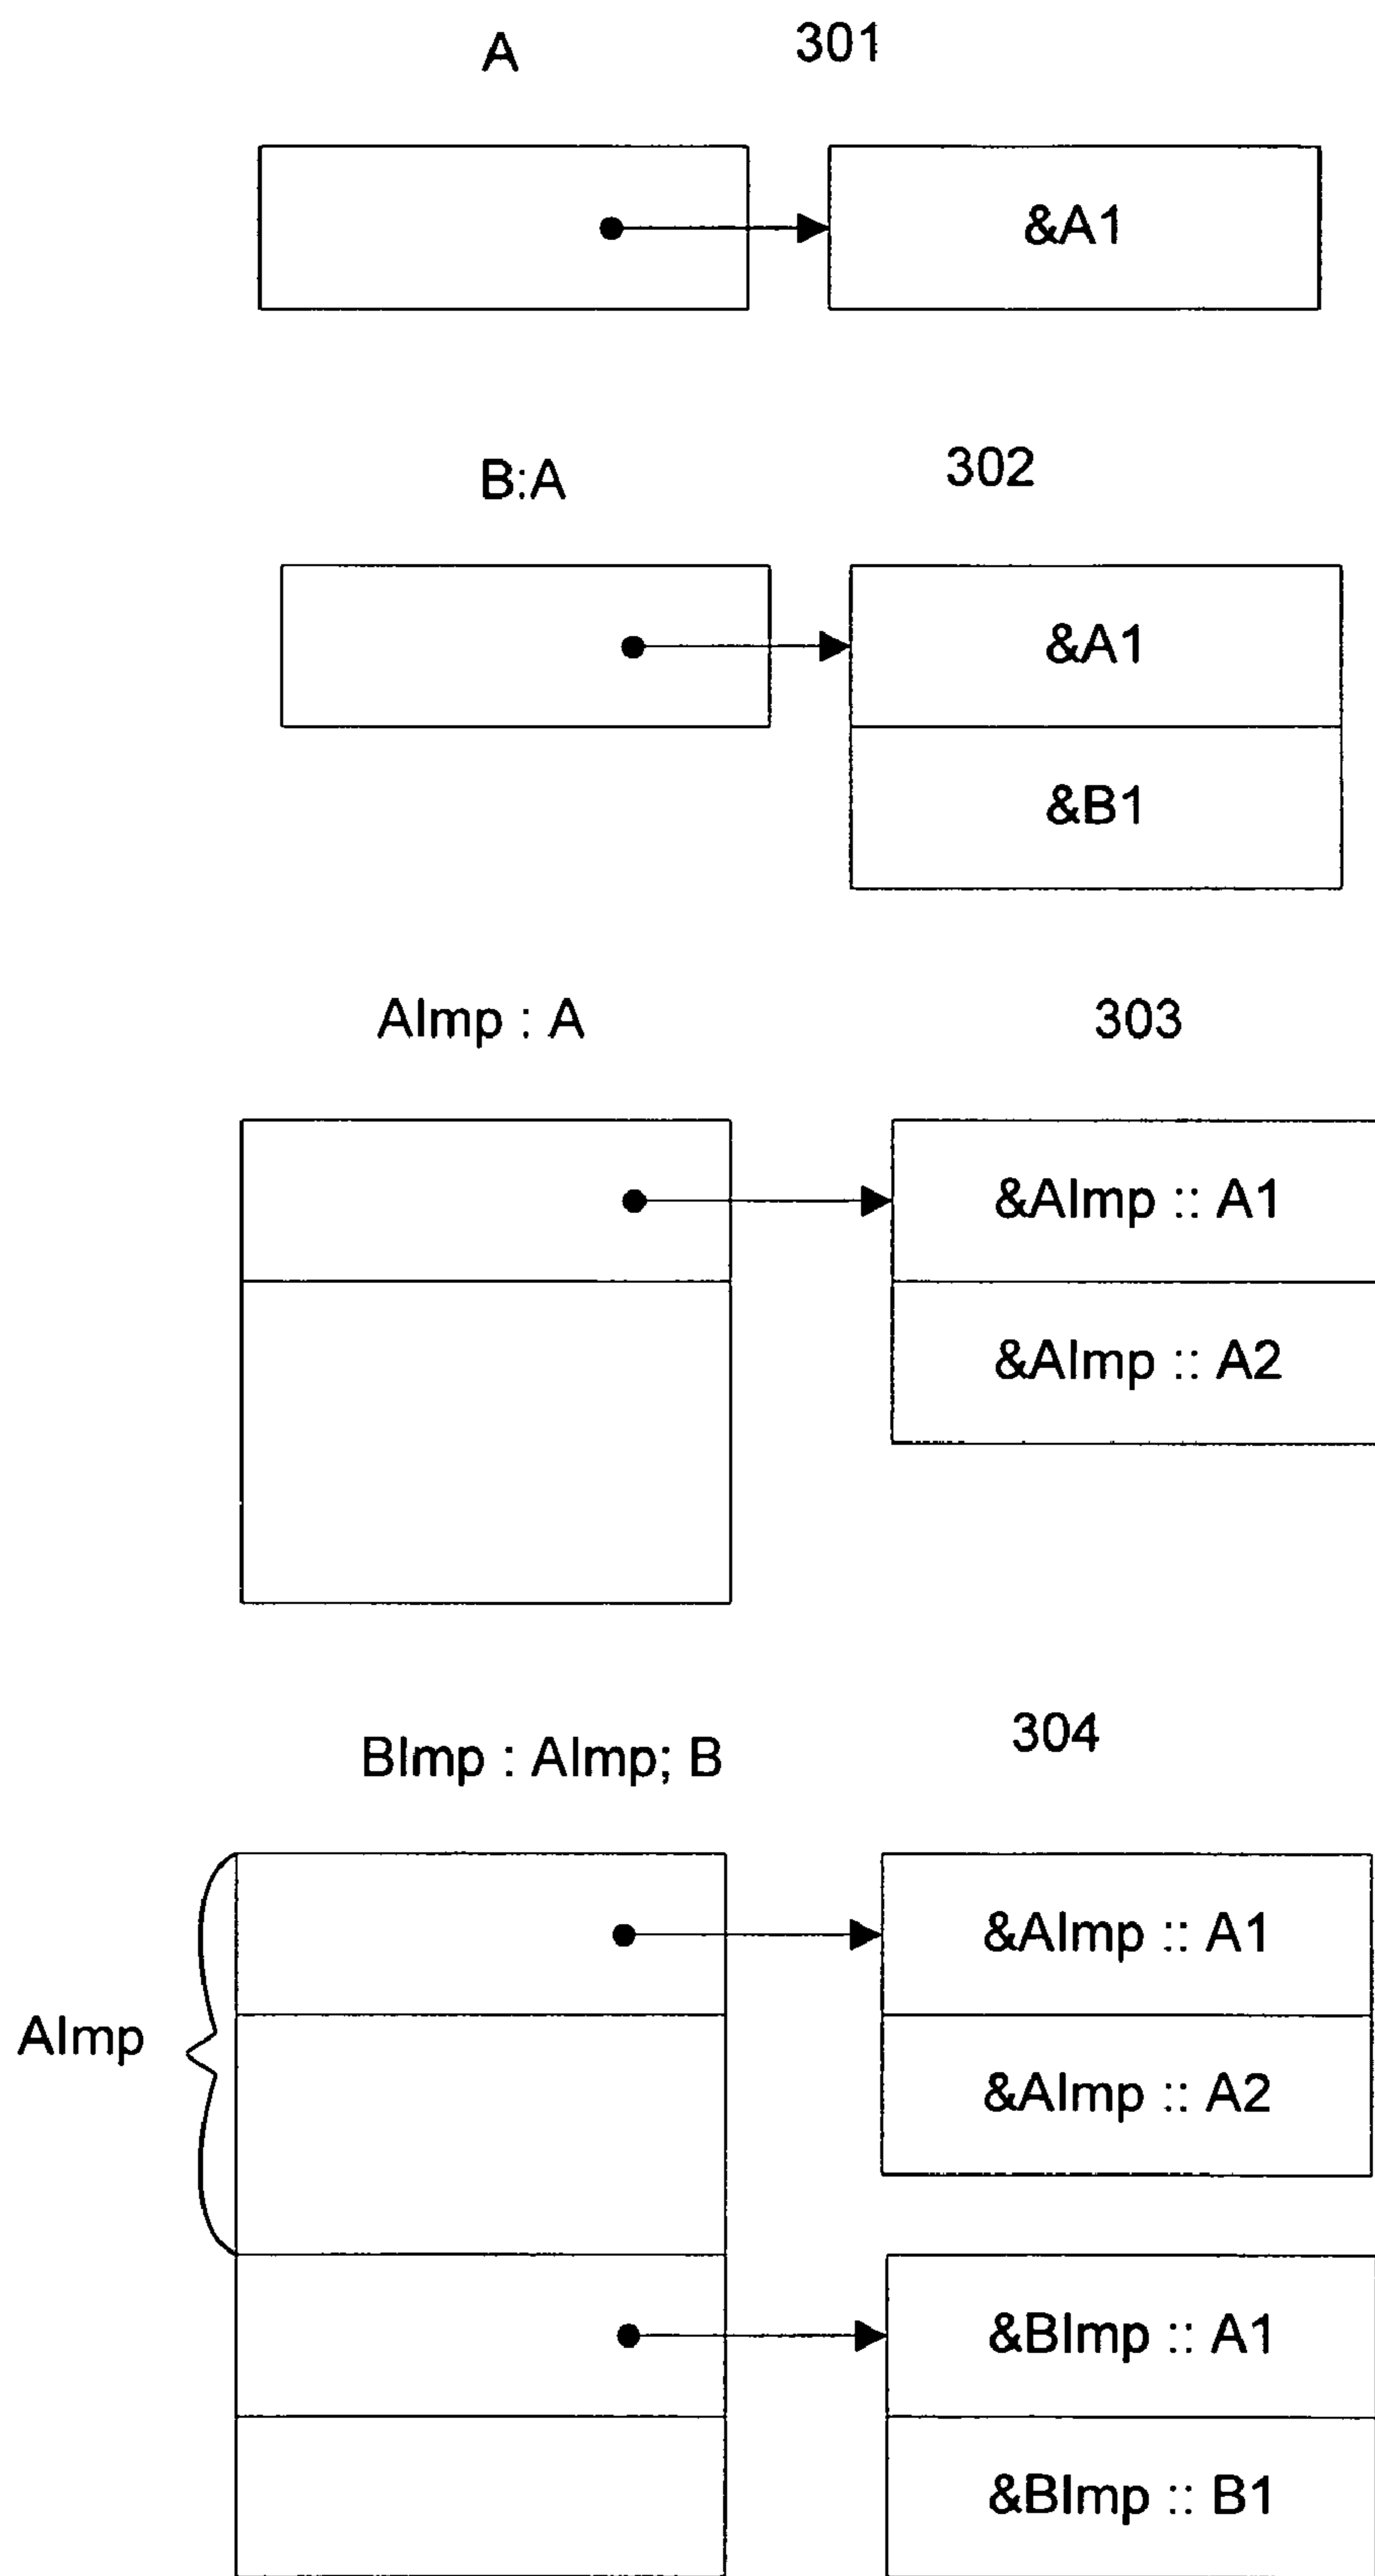 A 301
&A1
B:A 302
&A1
&B1
AImp : A 303
&AImp :: A1
&AImp :: A2
BImp : AImp; B 304
&AImp :: A1
AImp
&AImp :: A2
&BImp :: A1
&BImp :: B1